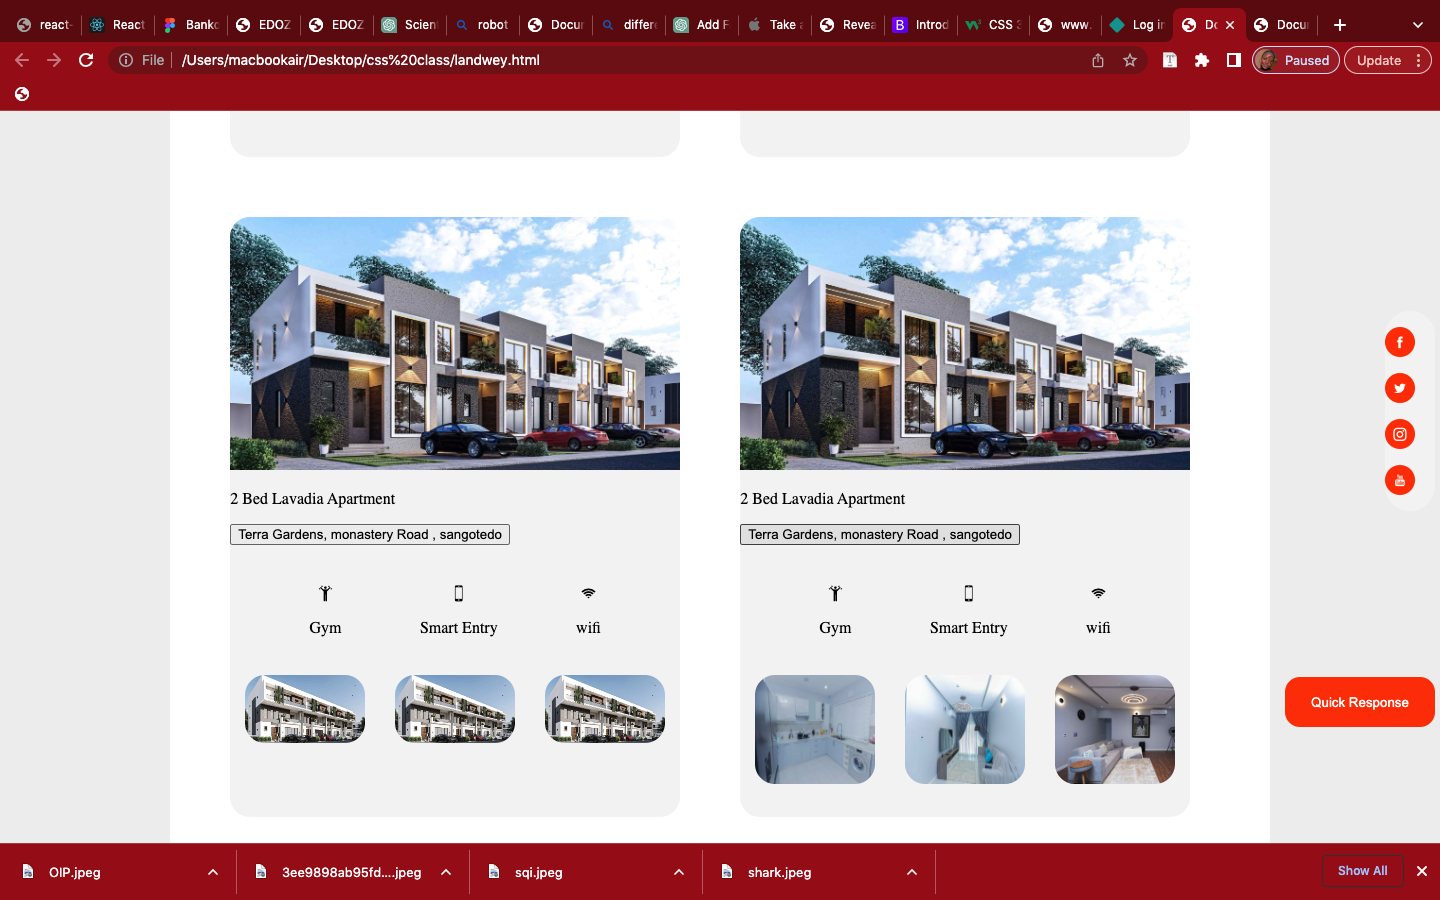 react-
React
Bank
EDOZ
EDOZ
Scien
robot
Docu
differ
Add F
Take a
Revea
B Introd
CSS
www.
Log in
Do
Docu
File /Users/macbookair/Desktop/css%20class/landwey.html
Paused
Update
2 Bed Lavadia Apartment
2 Bed Lavadia Apartment
Terra Gardens, monastery Road , sangotedo
Terra Gardens, monastery Road , sangotedo
Gym
Smart Entry
wifi
Gym
Smart Entry
wifi
Quick Response
OIP.jpeg
3ee9898ab95fd....jpeg
sqi.jpeg
shark.jpeg
Show All